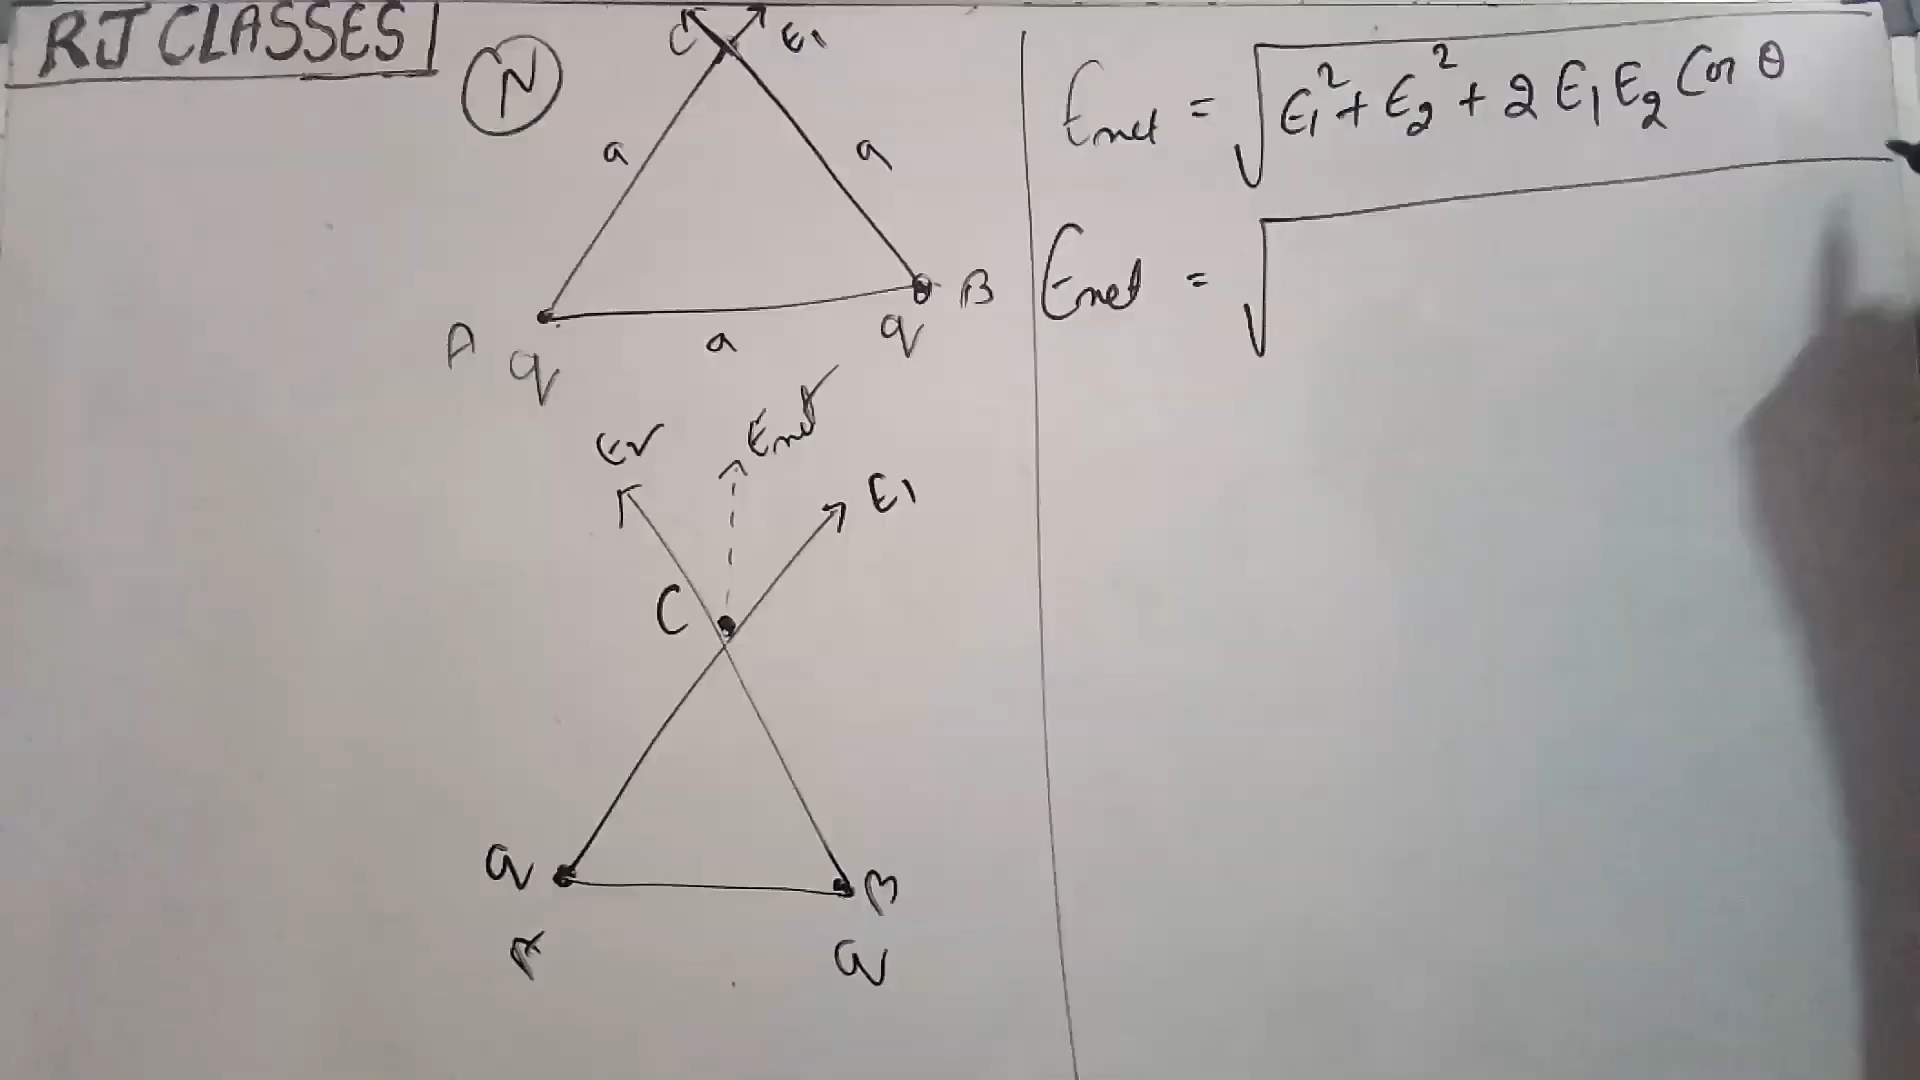 RJ CLASSES
N
C E1
a a
A B
q a q
E2 Enet E1
C
q B
A q
Enet = √E1² + E2² + 2 E1 E2 Cos θ
Enet = √